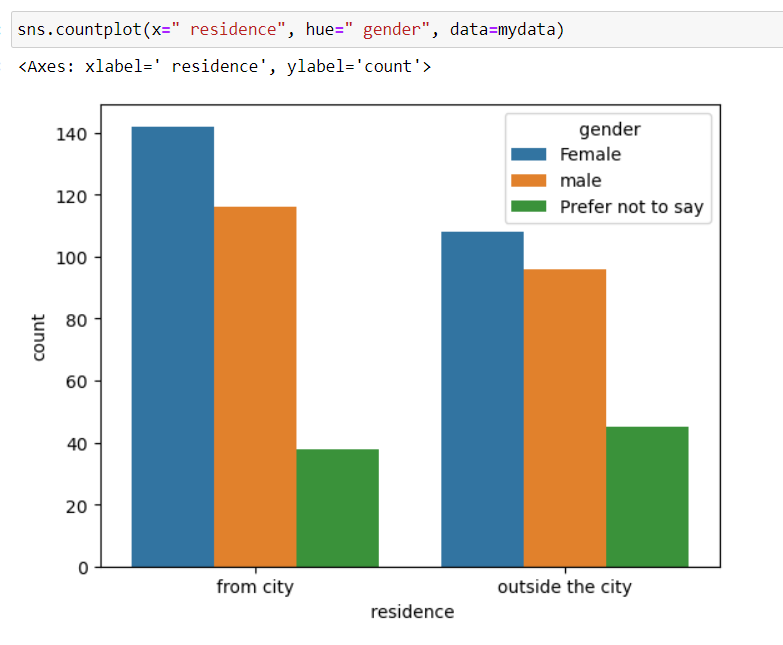 sns.countplot(x=" residence", hue=" gender", data=mydata)
<Axes: xlabel=' residence', ylabel='count'>
gender
Female
male
Prefer not to say
140
120
100
80
60
40
20
0
count
from city
outside the city
residence